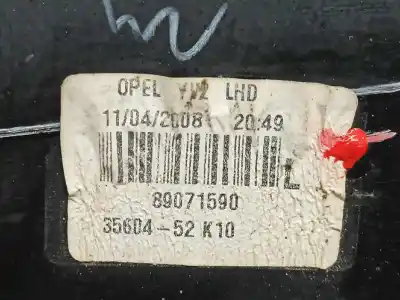 OPEL LHD
11/04/2008 20:49
L
89071590
35604-52 K10